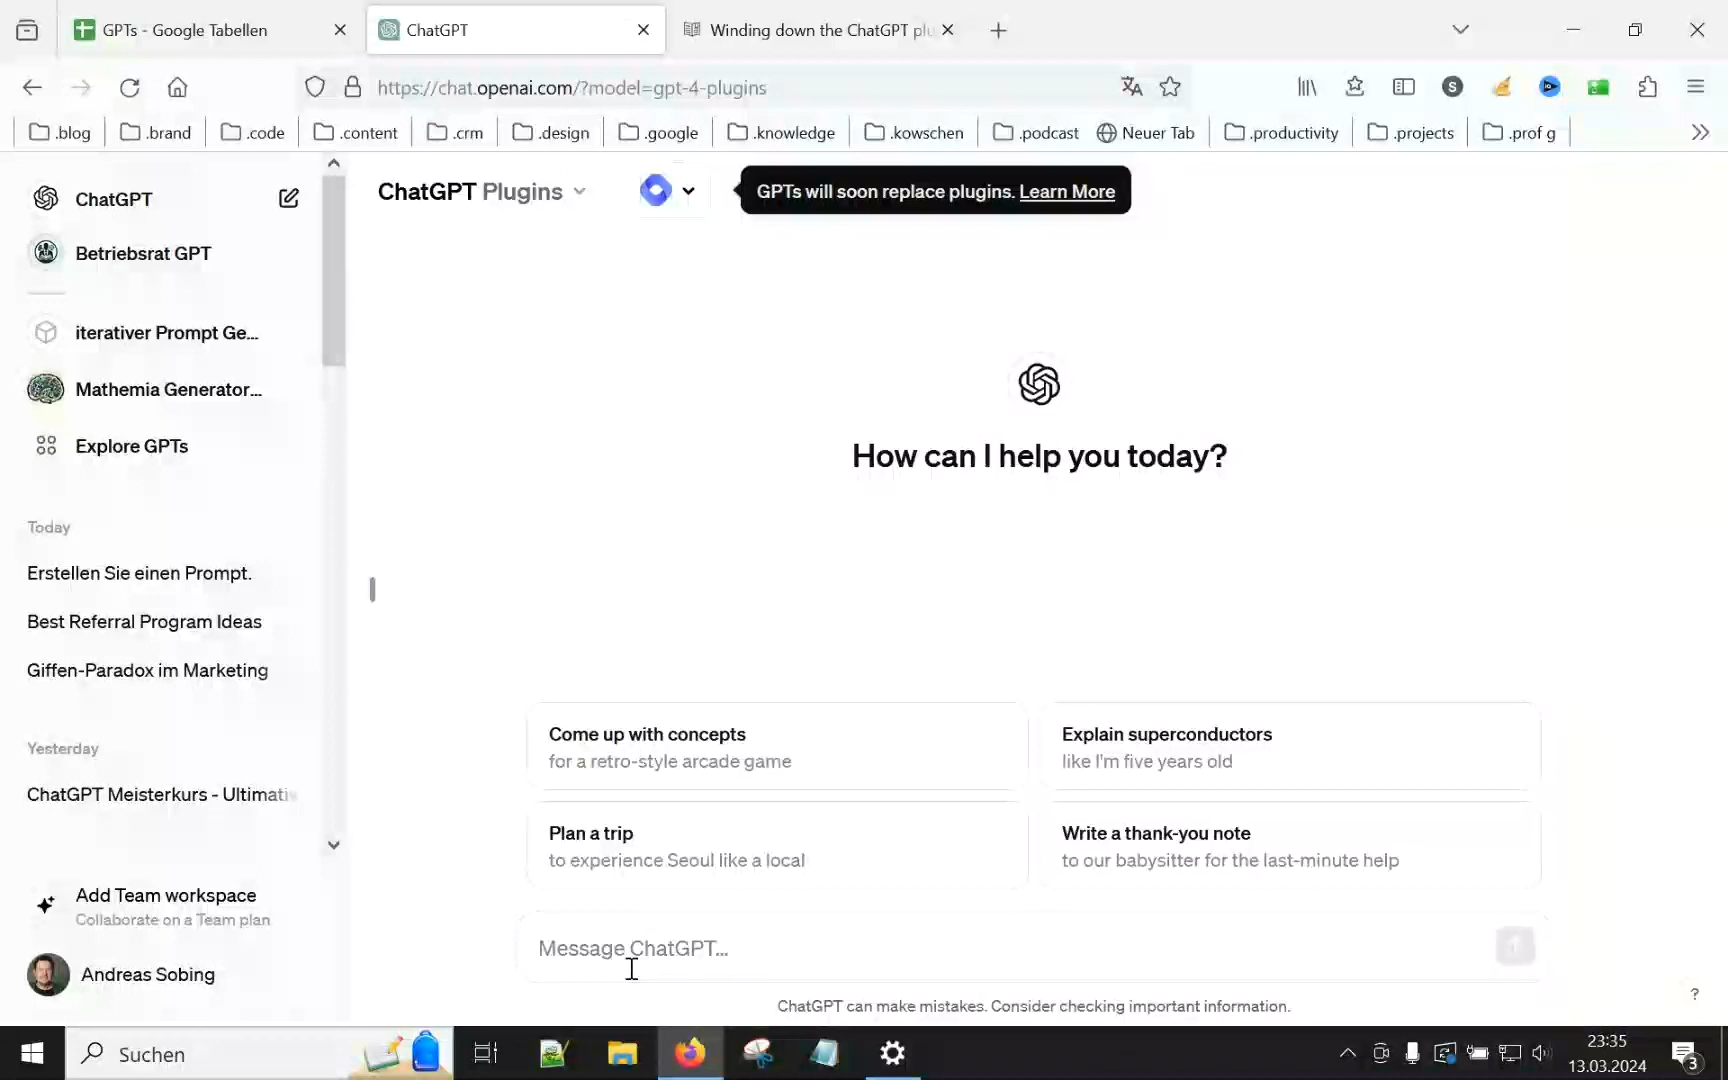 GPTs - Google Tabellen
ChatGPT
Winding down the ChatGPT plu
https://chat.openai.com/?model=gpt-4-plugins
S
.blog
.brand
.code
.content
.crm
.design
.google
.knowledge
.kowschen
.podcast
Neuer Tab
.productivity
.projects
.prof g
ChatGPT
Betriebsrat GPT
iterativer Prompt Ge...
Mathemia Generator...
Explore GPTs
Today
Erstellen Sie einen Prompt.
Best Referral Program Ideas
Giffen-Paradox im Marketing
Yesterday
ChatGPT Meisterkurs - Ultimativ
Add Team workspace
Collaborate on a Team plan
Andreas Sobing
ChatGPT Plugins
GPTs will soon replace plugins. Learn More
How can I help you today?
Come up with concepts
for a retro-style arcade game
Explain superconductors
like I'm five years old
Plan a trip
to experience Seoul like a local
Write a thank-you note
to our babysitter for the last-minute help
Message ChatGPT...
ChatGPT can make mistakes. Consider checking important information.
?
Suchen
23:35
13.03.2024
3